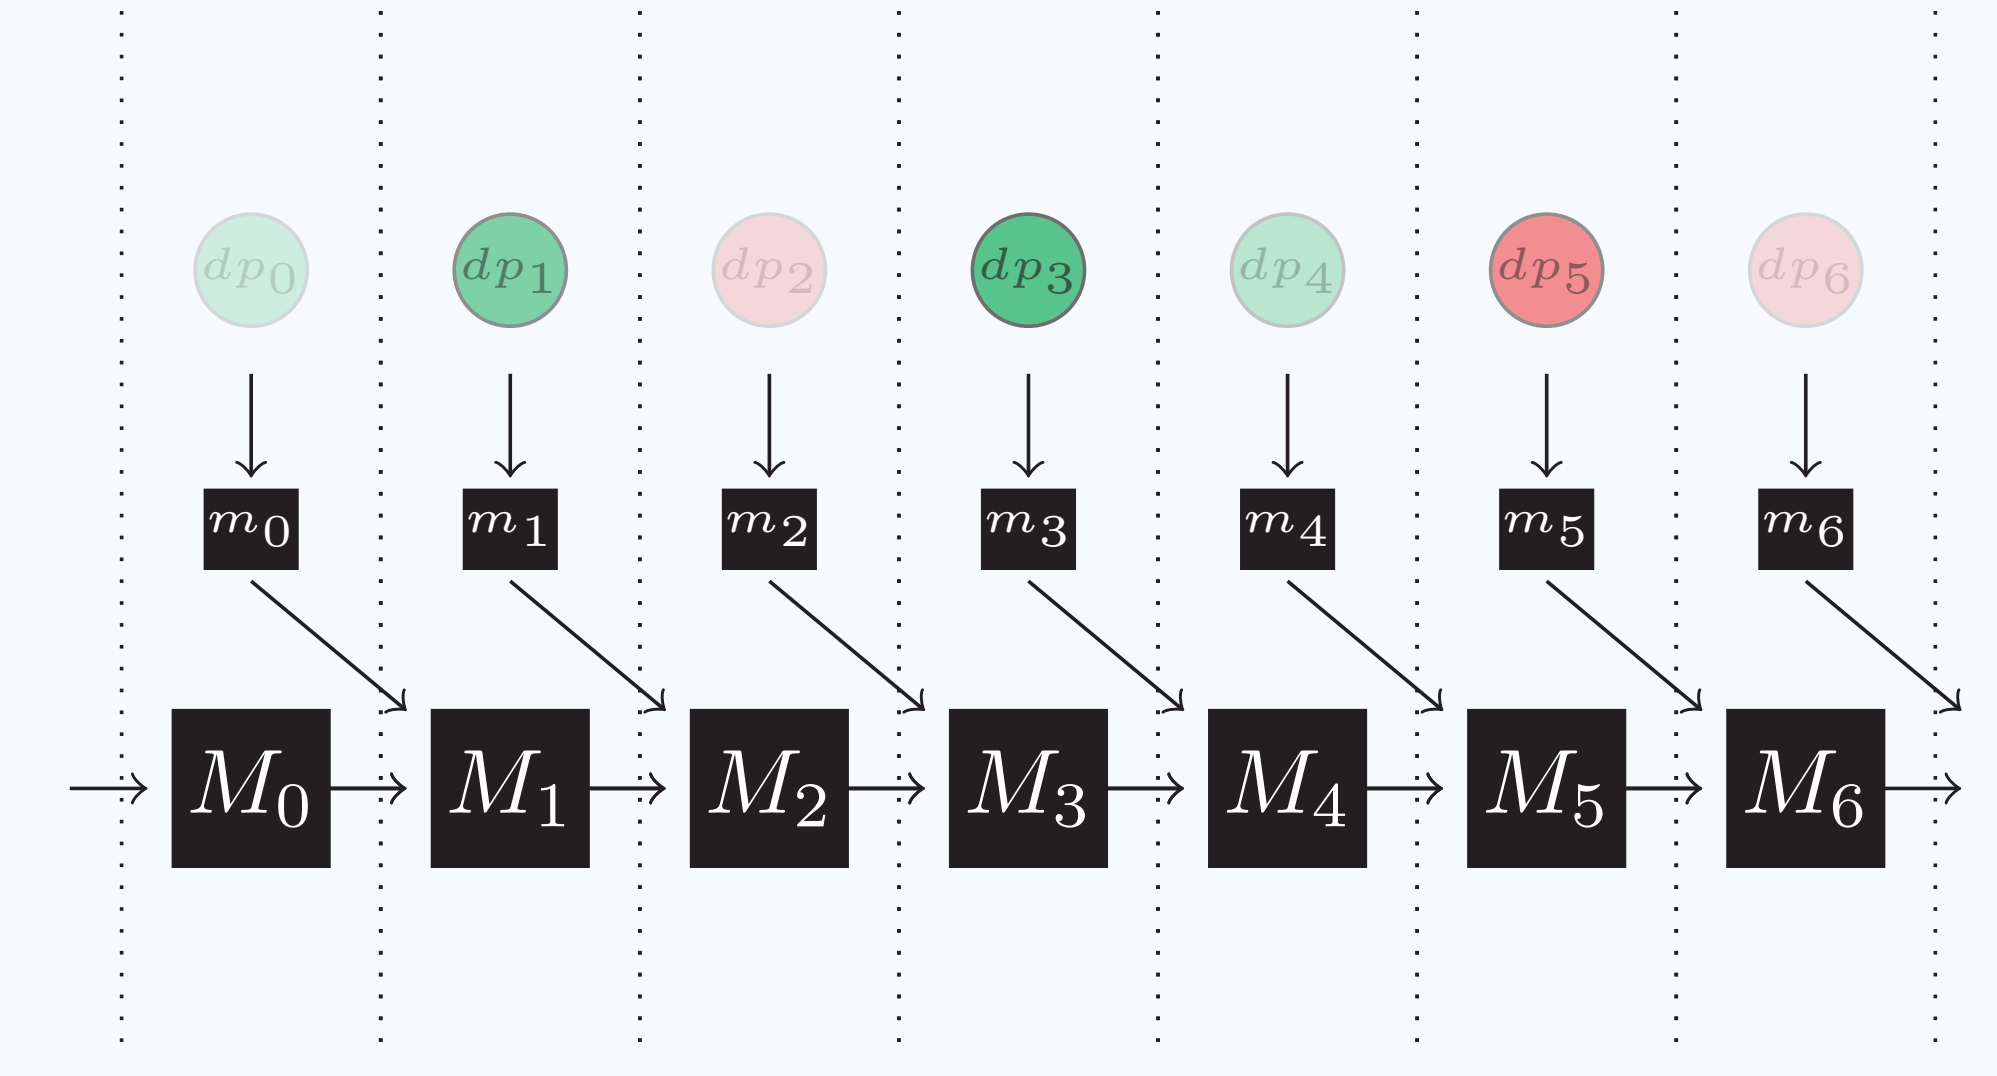 dp₀ dp₁ dp₂ dp₃ dp₄ dp₅ dp₆
m₀ m₁ m₂ m₃ m₄ m₅ m₆
M₀ M₁ M₂ M₃ M₄ M₅ M₆